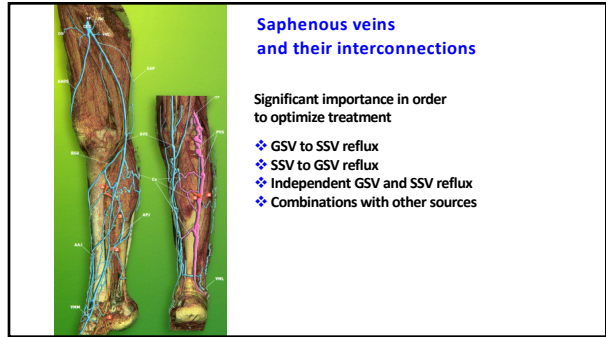 Saphenous veins
and their interconnections
Significant importance in order
to optimize treatment
❖ GSV to SSV reflux
❖ SSV to GSV reflux
❖ Independent GSV and SSV reflux
❖ Combinations with other sources